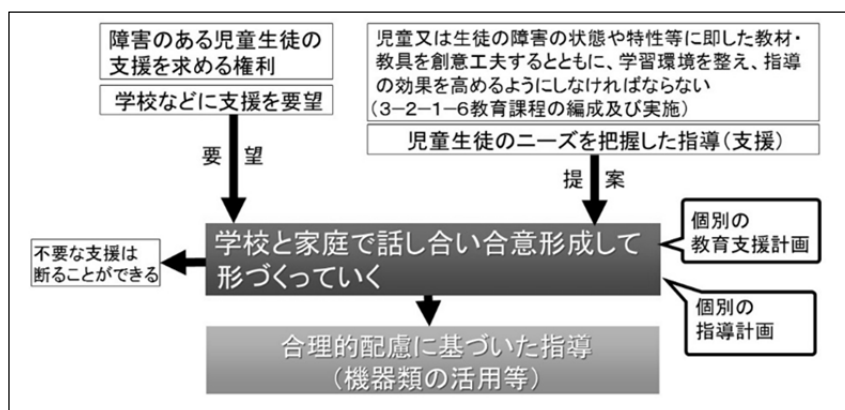 障害のある児童生徒の
支援を求める権利
学校などに支援を要望
要 望
児童又は生徒の障害の状態や特性等に即した教材・
教具を創意工夫するとともに、学習環境を整え、指導
の効果を高めるようにしなければならない
(3−2−1−6教育課程の編成及び実施)
児童生徒のニーズを把握した指導(支援)
提 案
学校と家庭で話し合い合意形成して
形づくっていく
個別の
教育支援計画
個別の
指導計画
不要な支援は
断ることができる
合理的配慮に基づいた指導
(機器類の活用等)